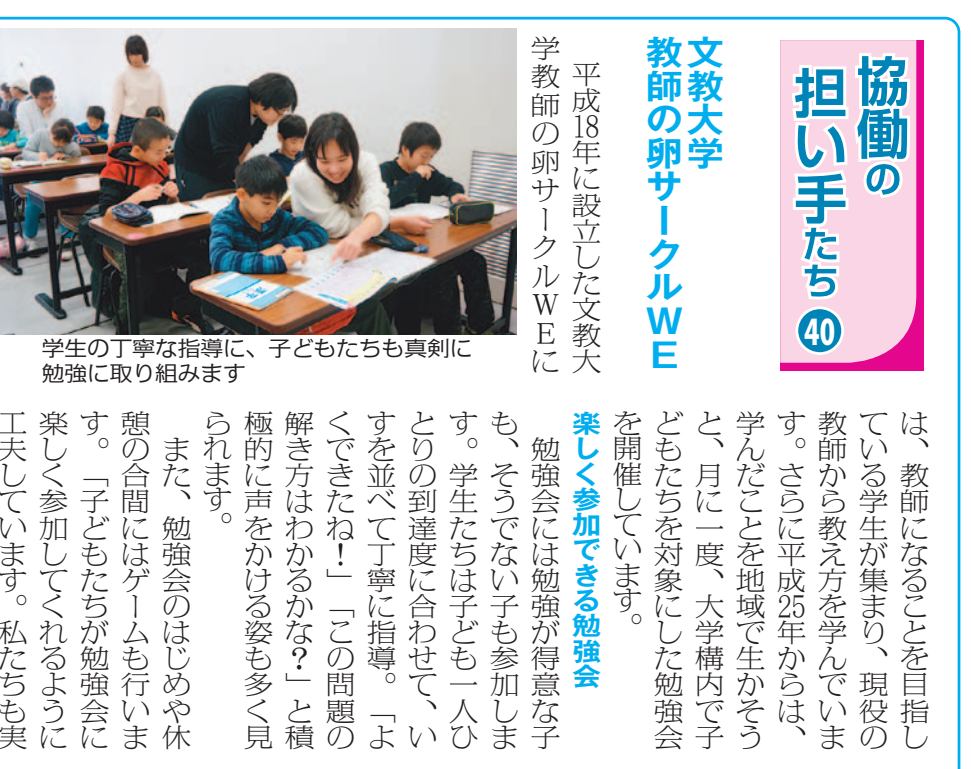 協働の
担い手たち 40
文教大学
教師の卵サークルWE
　平成18年に設立した文教大
学教師の卵サークルWEに
は、教師になることを目指し
ている学生が集まり、現役の
教師から教え方を学んでいま
す。さらに平成25年からは、
学んだことを地域で生かそう
と、月に一度、大学構内で子
どもたちを対象にした勉強会
を開催しています。
楽しく参加できる勉強会
　勉強会には勉強が得意な子
も、そうでない子も参加しま
す。学生たちは子ども一人ひ
とりの到達度に合わせて、い
すを並べて丁寧に指導。「よ
くできたね！」「この問題の
解き方はわかるかな？」と積
極的に声をかける姿も多く見
られます。
　また、勉強会のはじめや休
憩の合間にはゲームも行いま
す。「子どもたちが勉強会に
楽しく参加してくれるように
工夫しています。私たちも実
学生の丁寧な指導に、子どもたちも真剣に
勉強に取り組みます